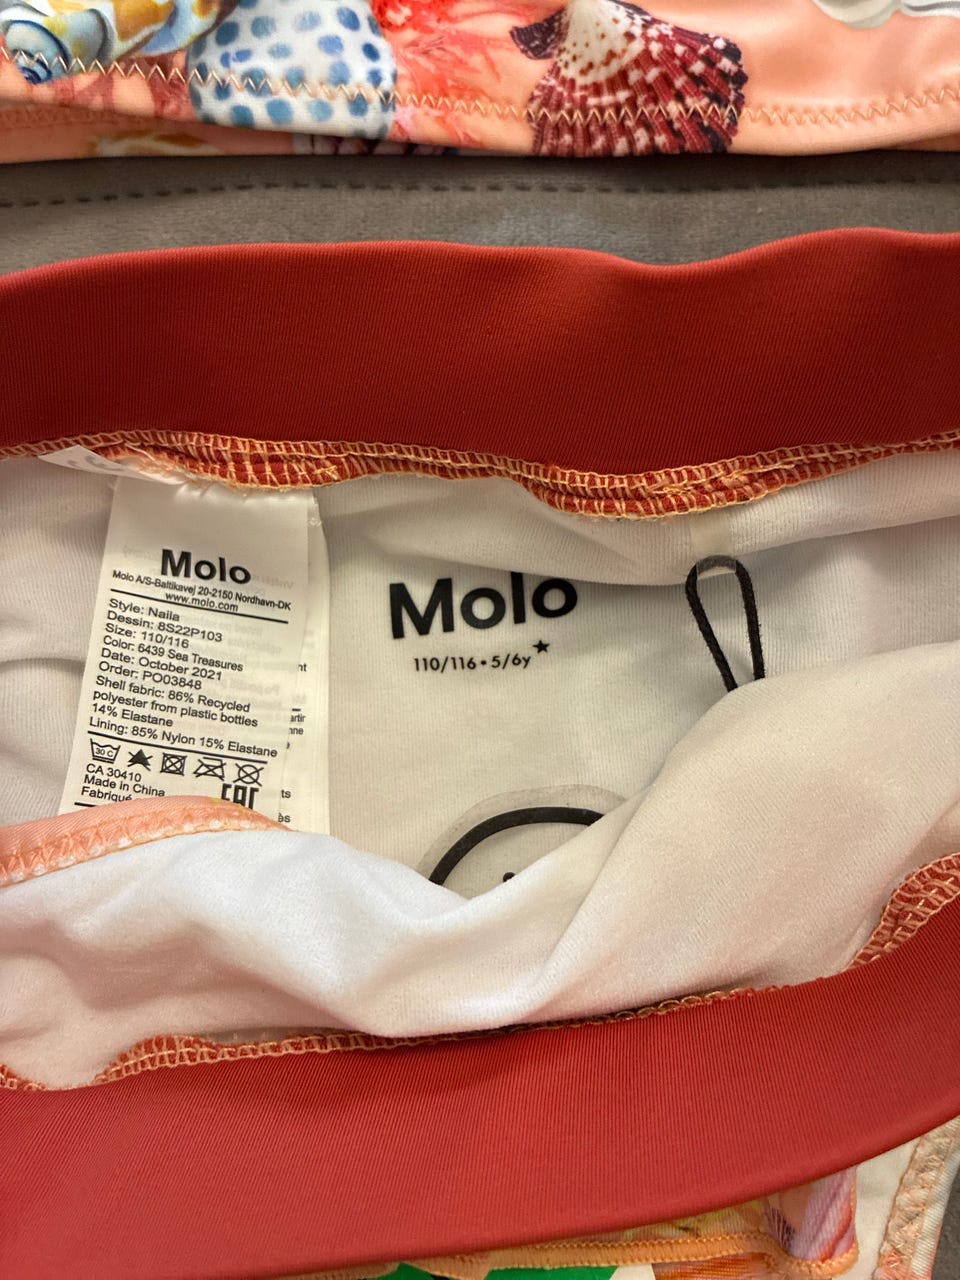 Molo
Molo A/S-Baltikavej 20-2150 Nordhavn-DK
www.molo.com
Style: Naila
Dessin: 8S22P103
Size: 110/116
Color: 6439 Sea Treasures
Date: October 2021
Order: PO03848
Shell fabric: 86% Recycled
polyester from plastic bottles
14% Elastane
Lining: 85% Nylon 15% Elastane
30 C
CA 30410
Made in China
Fabriqué
EAC
Molo
110/116 • 5/6y